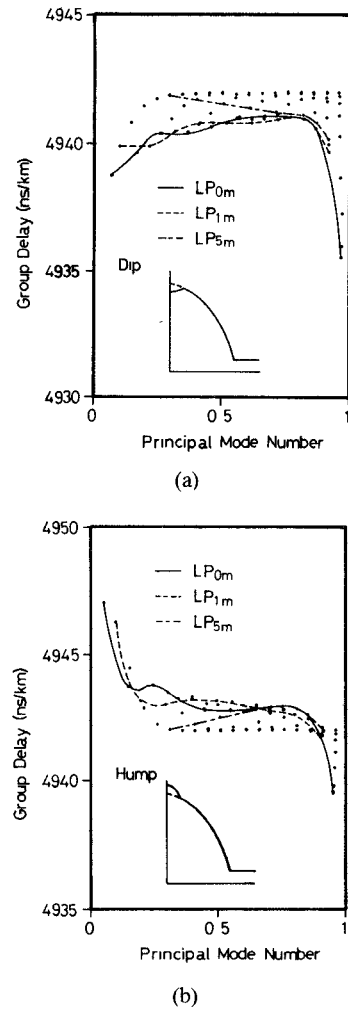 4945
4940
4935
4930
Group Delay (ns/km)
LP0m
LP1m
LP5m
Dip
0
0 5
1
Principal Mode Number
(a)
4950
4945
4940
4935
Group Delay (ns/km)
LP0m
LP1m
LP5m
Hump
0
0 5
1
Principal Mode Number
(b)